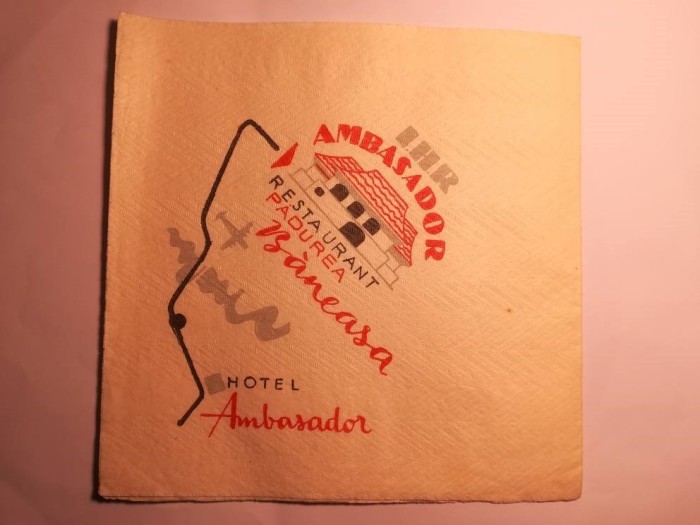 I.H.R
AMBASADOR
RESTAURANT
PADUREA
Băneasa
HOTEL
Ambasador